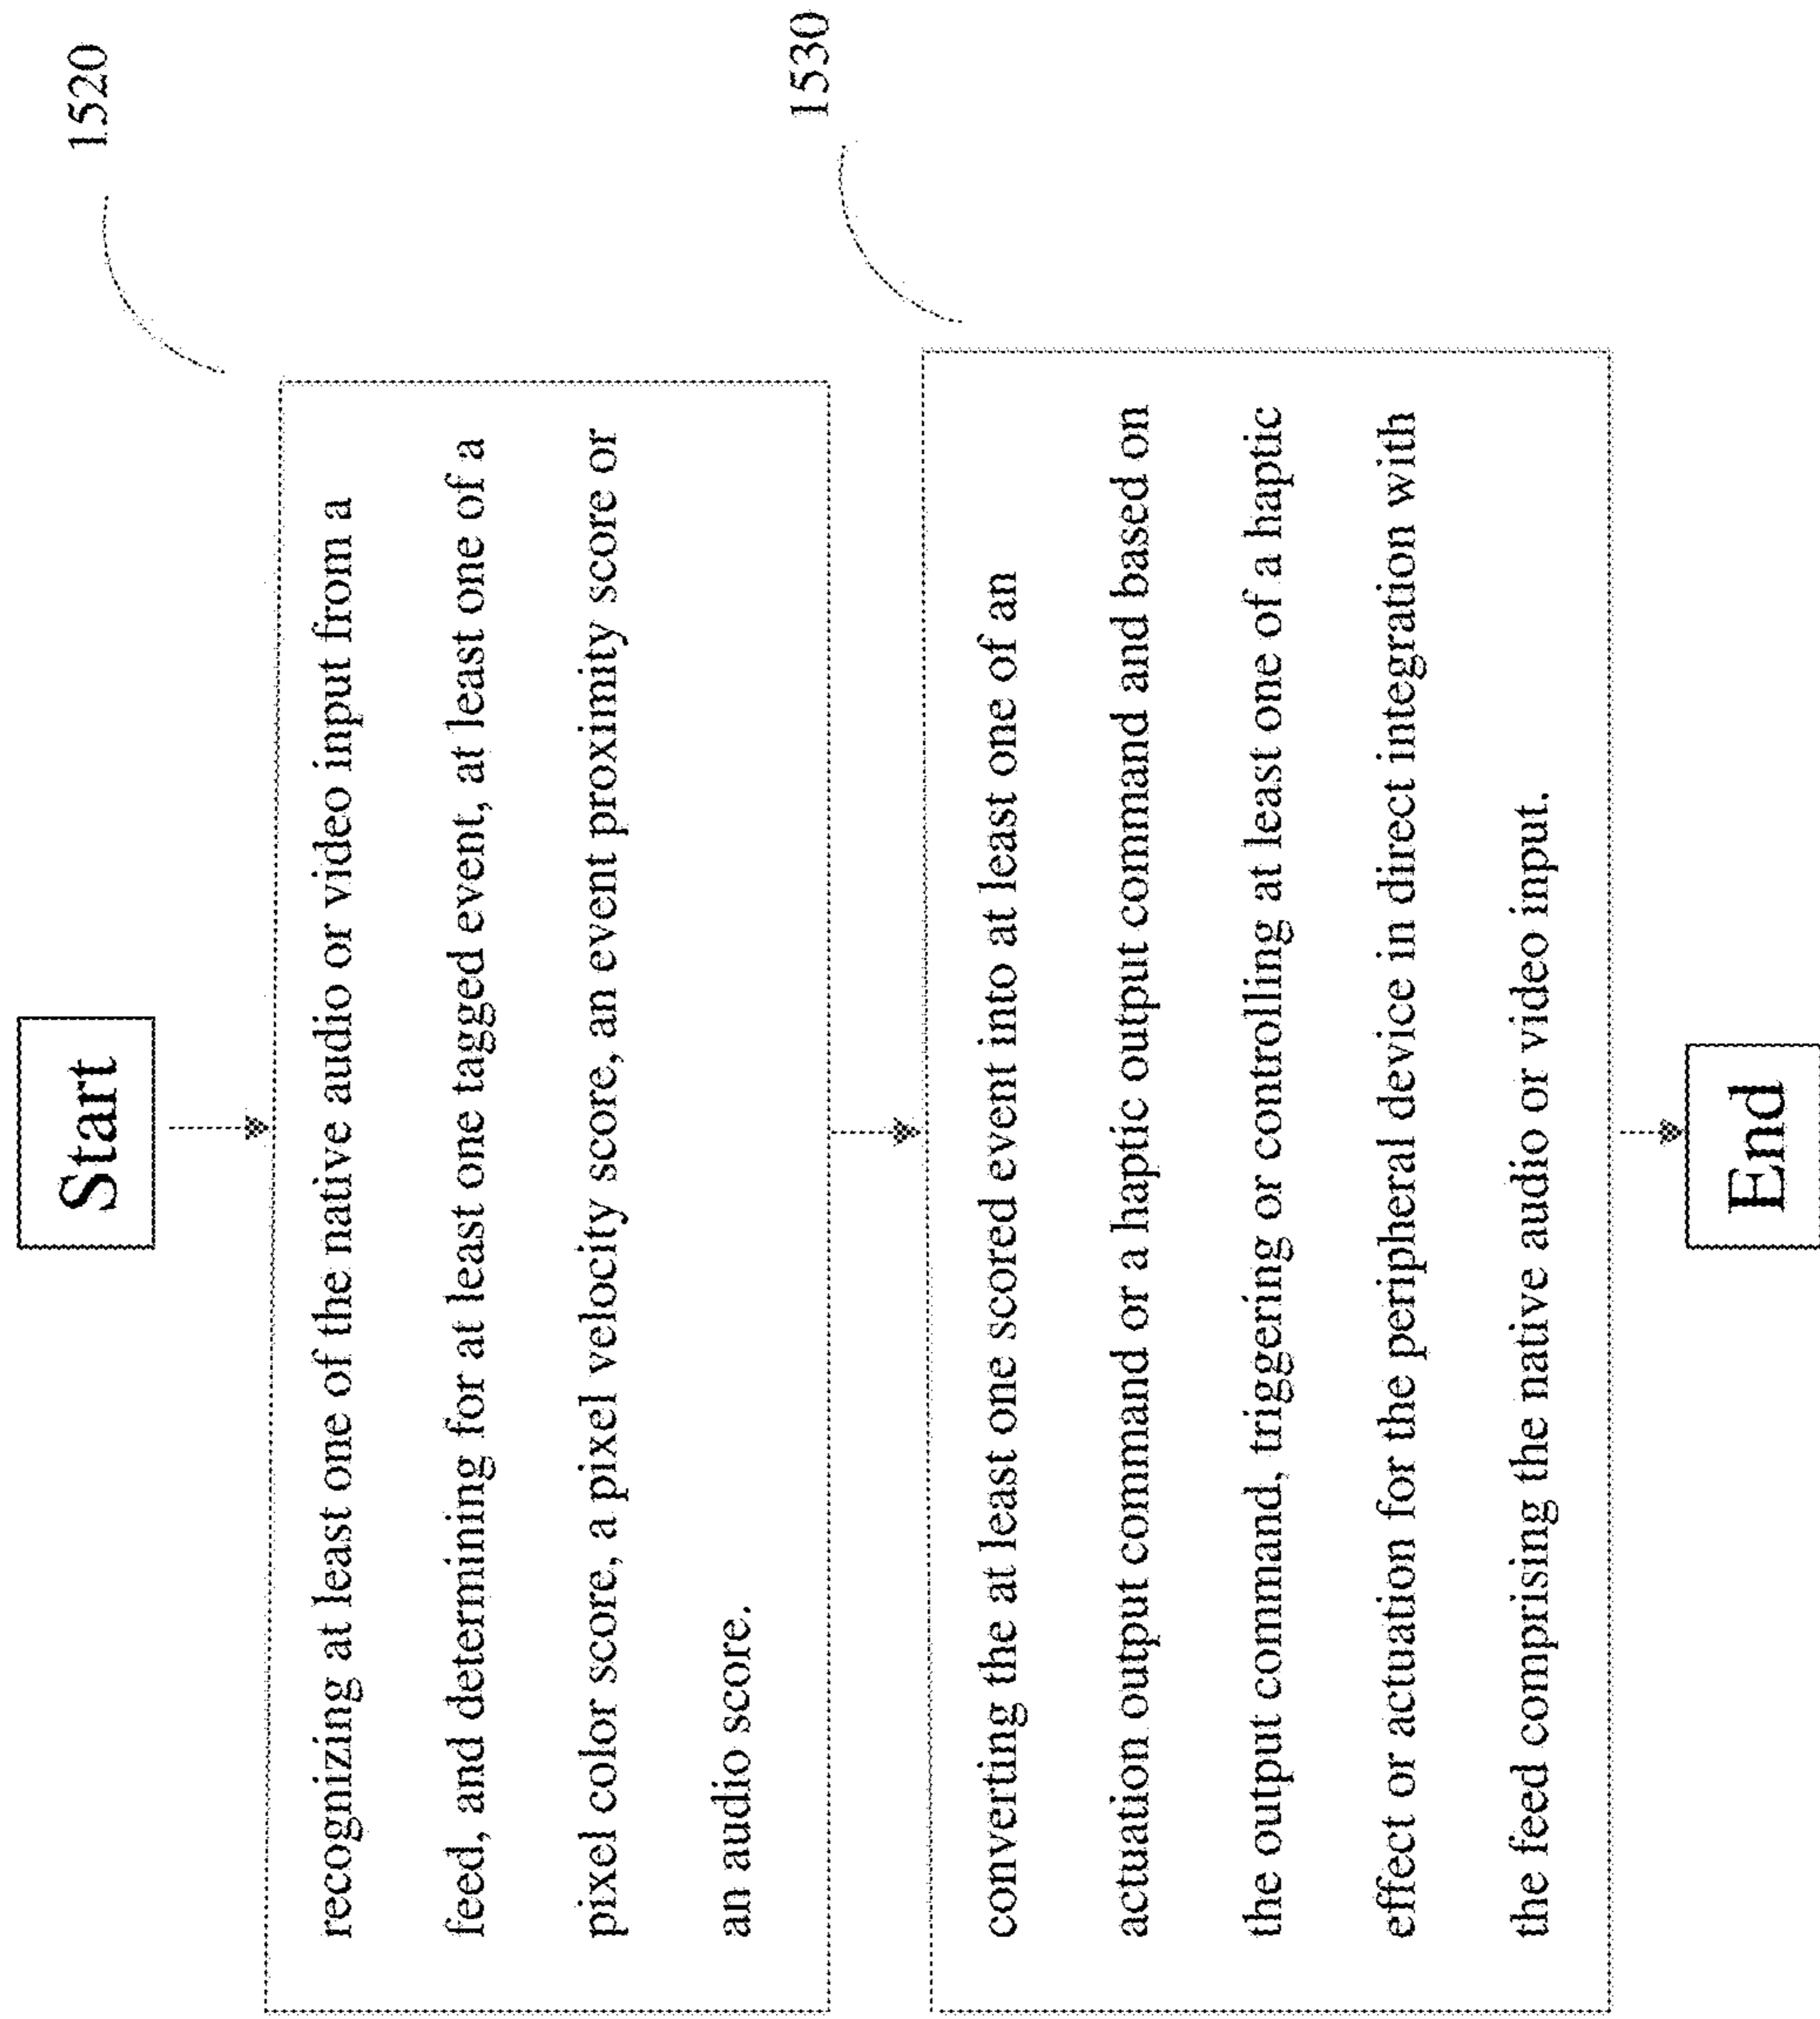 Start
1520
recognizing at least one of the native audio or video input from a
feed, and determining for at least one tagged event, at least one of a
pixel color score, a pixel velocity score, an event proximity score or
an audio score.
1530
converting the at least one scored event into at least one of an
actuation output command or a haptic output command and based on
the output command, triggering or controlling at least one of a haptic
effect or actuation for the peripheral device in direct integration with
the feed comprising the native audio or video input.
End